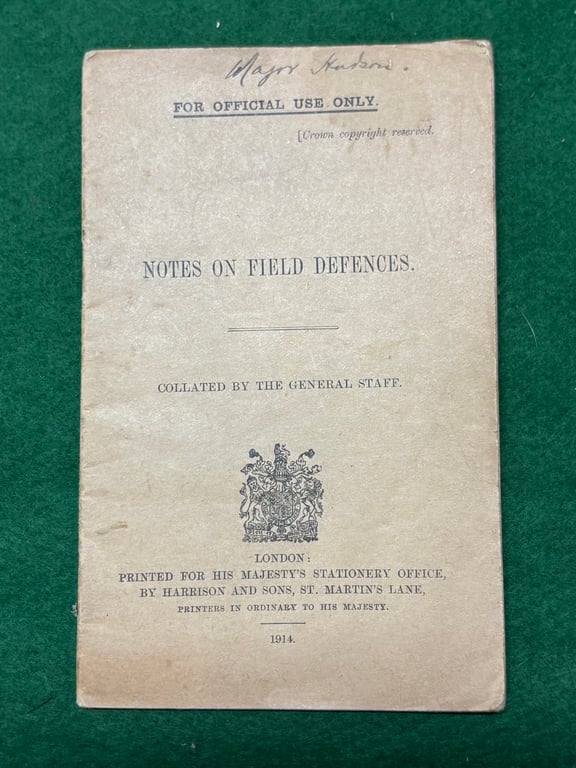 Major Hudson.
FOR OFFICIAL USE ONLY.
[Crown copyright reserved.
NOTES ON FIELD DEFENCES.
COLLATED BY THE GENERAL STAFF.
LONDON:
PRINTED FOR HIS MAJESTY'S STATIONERY OFFICE,
BY HARRISON AND SONS, ST. MARTIN'S LANE,
PRINTERS IN ORDINARY TO HIS MAJESTY.
1914.